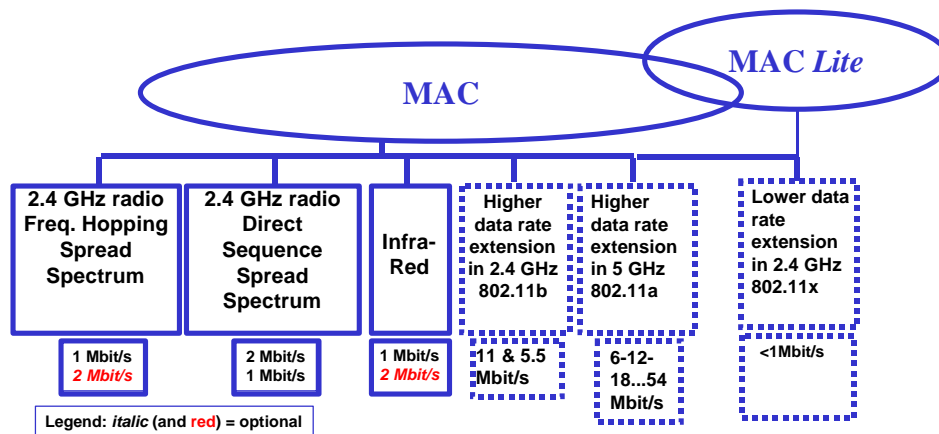 MAC
MAC Lite
2.4 GHz radio
Freq. Hopping
Spread
Spectrum
2.4 GHz radio
Direct
Sequence
Spread
Spectrum
Infra-
Red
Higher
data rate
extension
in 2.4 GHz
802.11b
Higher
data rate
extension
in 5 GHz
802.11a
Lower data
rate
extension
in 2.4 GHz
802.11x
1 Mbit/s
2 Mbit/s
2 Mbit/s
1 Mbit/s
1 Mbit/s
2 Mbit/s
11 & 5.5
Mbit/s
6-12-
18...54
Mbit/s
<1Mbit/s
Legend: italic (and red) = optional